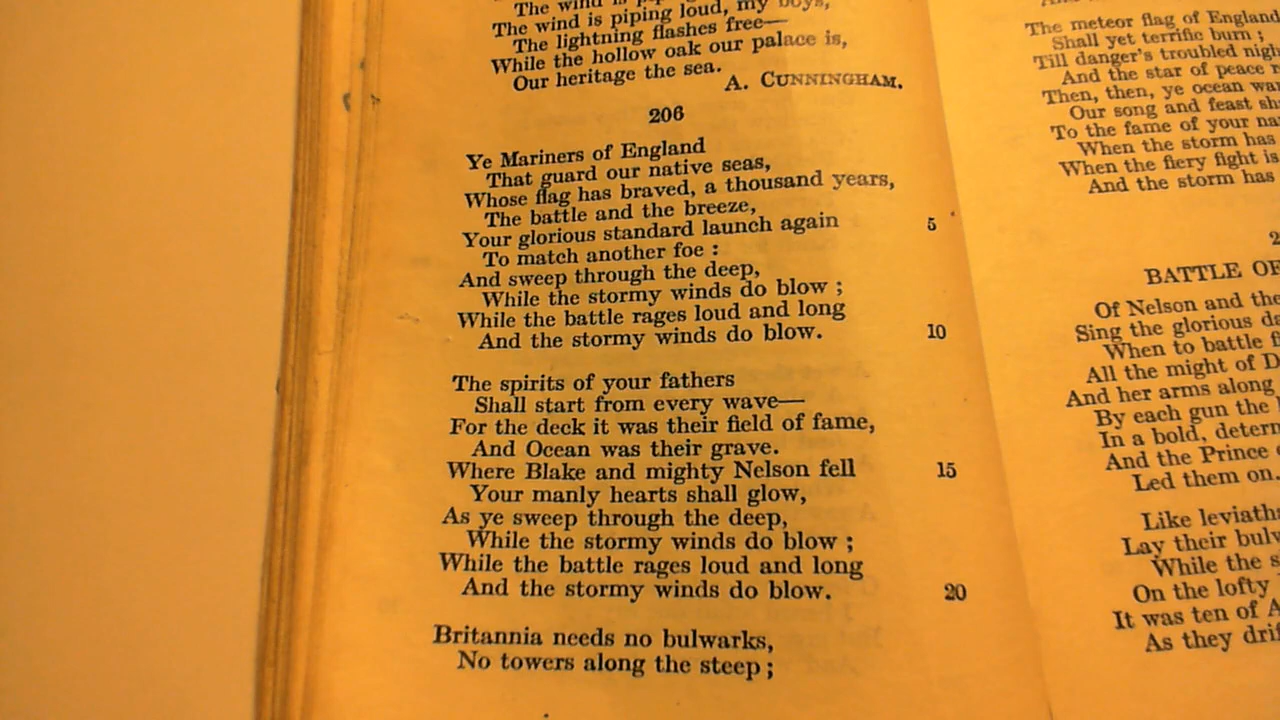 The wind is
The wind is piping loud, my boys,
The lightning flashes free—
While the hollow oak our palace is,
Our heritage the sea.
A. CUNNINGHAM.
206
Ye Mariners of England
That guard our native seas,
Whose flag has braved, a thousand years,
The battle and the breeze,
Your glorious standard launch again 5
To match another foe :
And sweep through the deep,
While the stormy winds do blow ;
While the battle rages loud and long
And the stormy winds do blow. 10
The spirits of your fathers
Shall start from every wave—
For the deck it was their field of fame,
And Ocean was their grave.
Where Blake and mighty Nelson fell 15
Your manly hearts shall glow,
As ye sweep through the deep,
While the stormy winds do blow ;
While the battle rages loud and long
And the stormy winds do blow. 20
Britannia needs no bulwarks,
No towers along the steep ;
The meteor flag of England
Shall yet terrific burn ;
Till danger's troubled
And the star of peace
Then, then, ye ocean
Our song and feast
To the fame of your
When the storm has
When the fiery fight is
And the storm has
BATTLE OF
Of Nelson and the
Sing the glorious
When to battle
All the might of
And her arms along
By each gun the
In a bold,
And the Prince
Led them on.
Like
Lay their
While the
On the lofty
It was ten of
As they